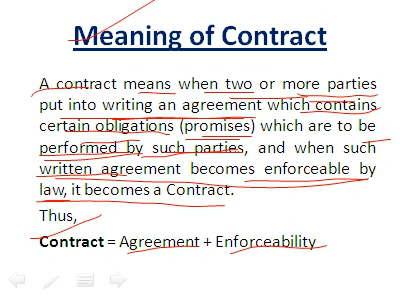 Meaning of Contract
A contract means when two or more parties
put into writing an agreement which contains
certain obligations (promises) which are to be
performed by such parties, and when such
written agreement becomes enforceable by
law, it becomes a Contract.
Thus,
Contract = Agreement + Enforceability